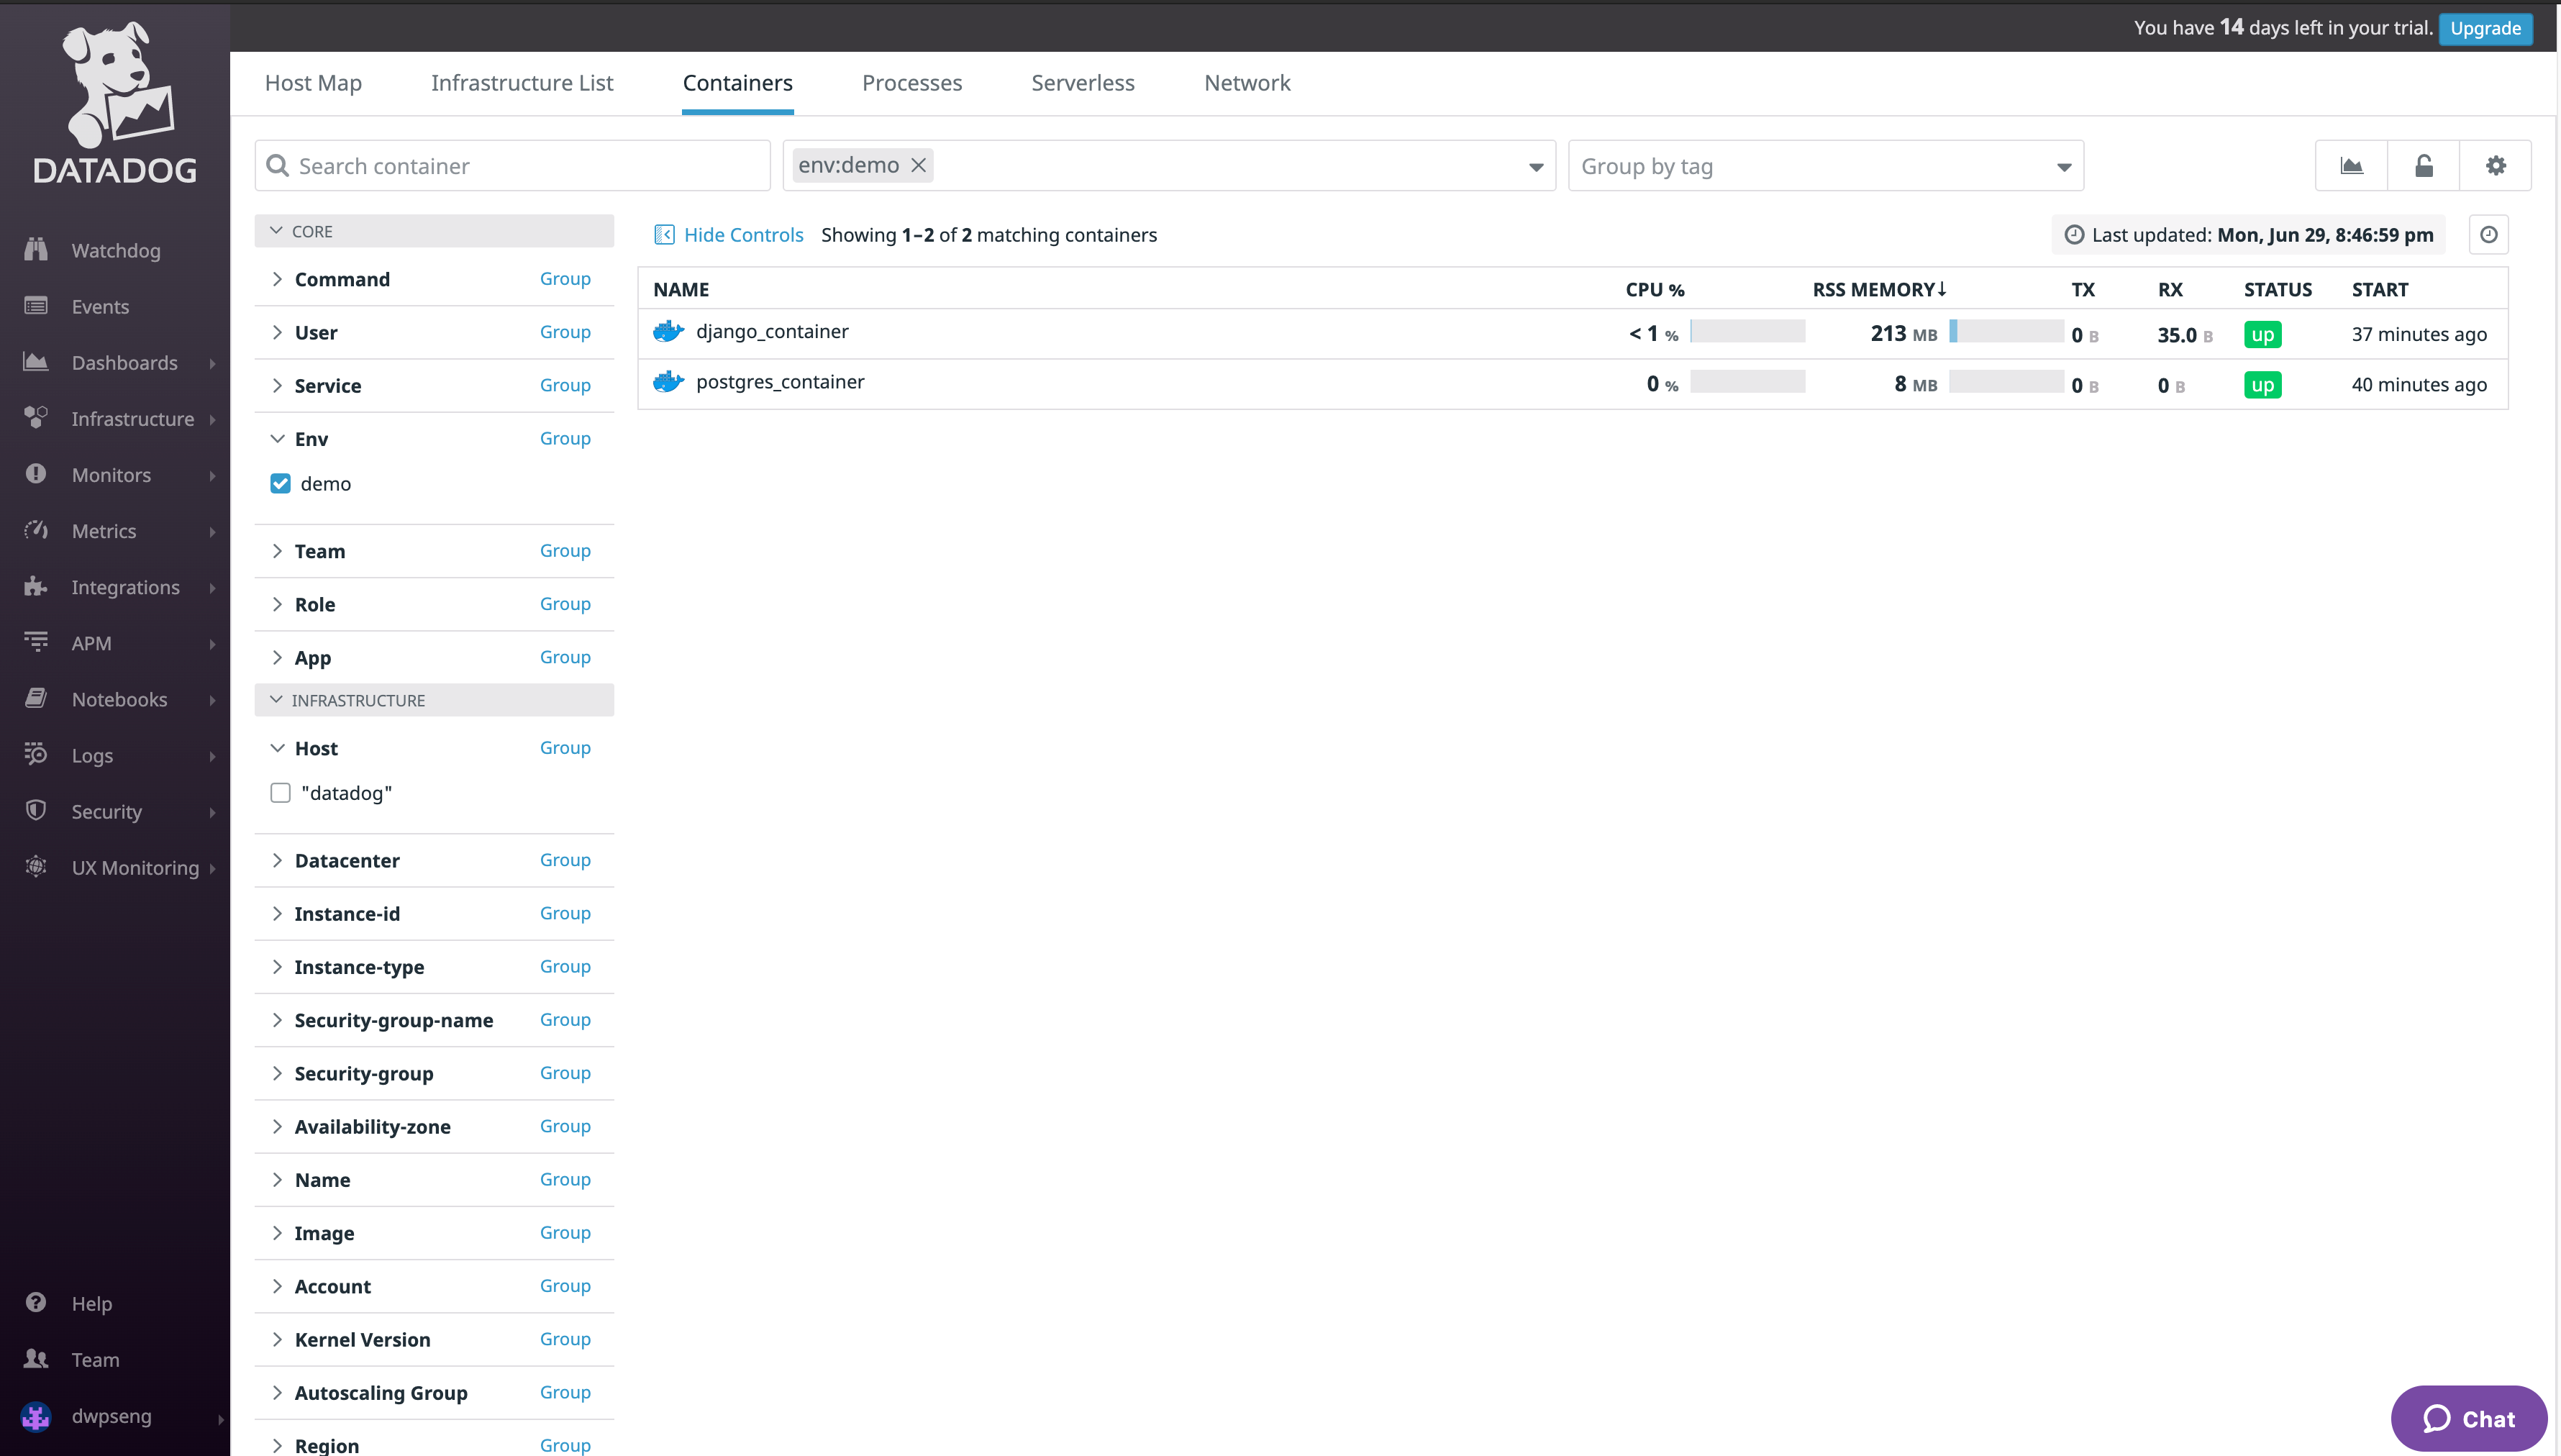 You have 14 days left in your trial. Upgrade
DATADOG
Watchdog
Events
Dashboards
Infrastructure
Monitors
Metrics
Integrations
APM
Notebooks
Logs
Security
UX Monitoring
Help
Team
dwpseng
Host Map Infrastructure List Containers Processes Serverless Network
Search container env:demo Group by tag
CORE
Command Group
User Group
Service Group
Env Group
demo
Team Group
Role Group
App Group
INFRASTRUCTURE
Host Group
"datadog"
Datacenter Group
Instance-id Group
Instance-type Group
Security-group-name Group
Security-group Group
Availability-zone Group
Name Group
Image Group
Account Group
Kernel Version Group
Autoscaling Group Group
Region Group
Hide Controls Showing 1–2 of 2 matching containers Last updated: Mon, Jun 29, 8:46:59 pm
NAME CPU % RSS MEMORY↓ TX RX STATUS START
django_container < 1 % 213 MB 0 B 35.0 B up 37 minutes ago
postgres_container 0 % 8 MB 0 B 0 B up 40 minutes ago
Chat